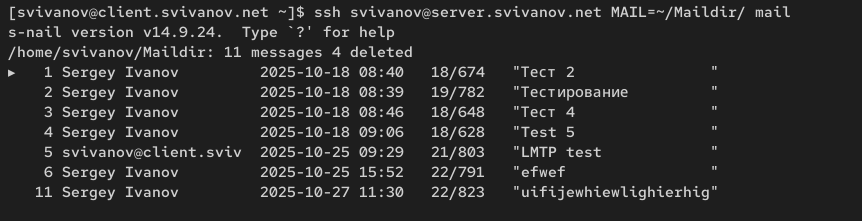 [svivanov@client.svivanov.net ~]$ ssh svivanov@server.svivanov.net MAIL=~/Maildir/ mail
s-nail version v14.9.24.  Type `?' for help
/home/svivanov/Maildir: 11 messages 4 deleted
▸   1 Sergey Ivanov         2025-10-18 08:40   18/674   "Тест 2               "
    2 Sergey Ivanov         2025-10-18 08:39   19/782   "Тестирование         "
    3 Sergey Ivanov         2025-10-18 08:46   18/648   "Тест 4               "
    4 Sergey Ivanov         2025-10-18 09:06   18/628   "Test 5               "
    5 svivanov@client.sviv  2025-10-25 09:29   21/803   "LMTP test            "
    6 Sergey Ivanov         2025-10-25 15:52   22/791   "efwef                "
   11 Sergey Ivanov         2025-10-27 11:30   22/823   "uifijewhiewlighierhig"